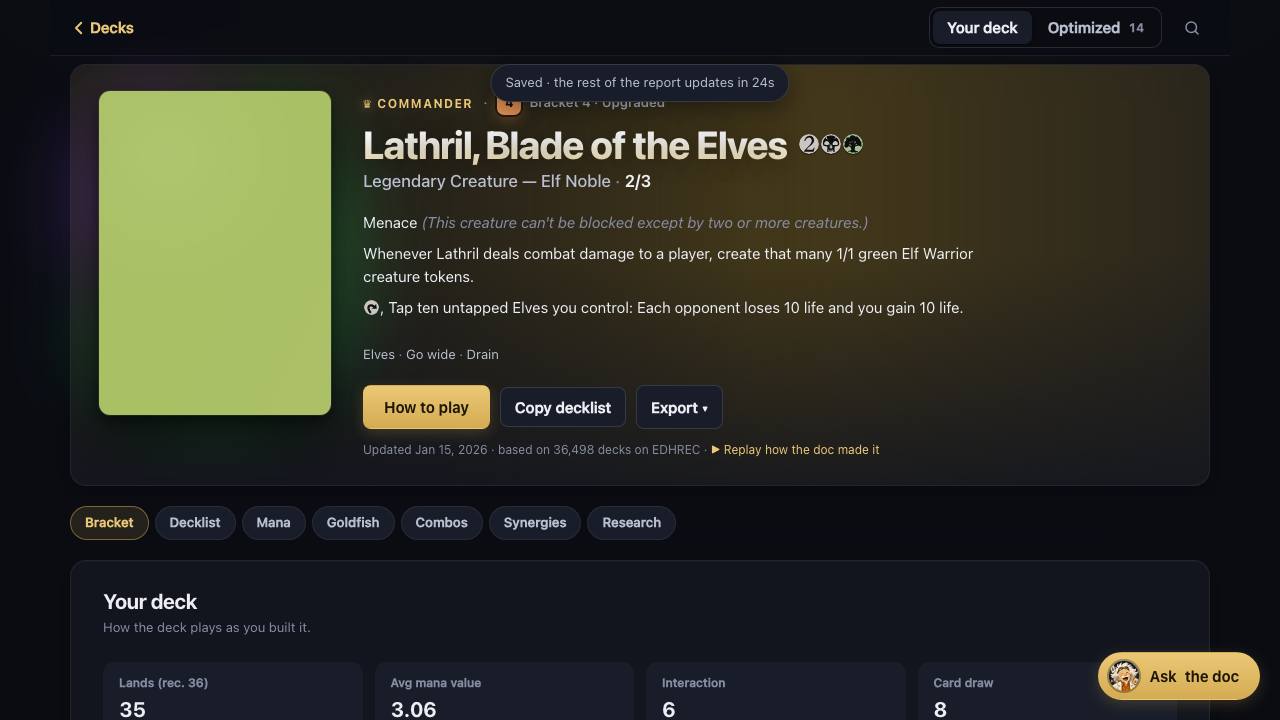 Decks
Your deck
Optimized 14
Saved · the rest of the report updates in 24s
COMMANDER · 4 Bracket 4 · Upgraded
Lathril, Blade of the Elves 2
Legendary Creature — Elf Noble · 2/3
Menace (This creature can't be blocked except by two or more creatures.)
Whenever Lathril deals combat damage to a player, create that many 1/1 green Elf Warrior
creature tokens.
, Tap ten untapped Elves you control: Each opponent loses 10 life and you gain 10 life.
Elves · Go wide · Drain
How to play
Copy decklist
Export ▾
Updated Jan 15, 2026 · based on 36,498 decks on EDHREC · ▶ Replay how the doc made it
Bracket
Decklist
Mana
Goldfish
Combos
Synergies
Research
Your deck
How the deck plays as you built it.
Lands (rec. 36)
35
Avg mana value
3.06
Interaction
6
Card draw
8
Ask the doc